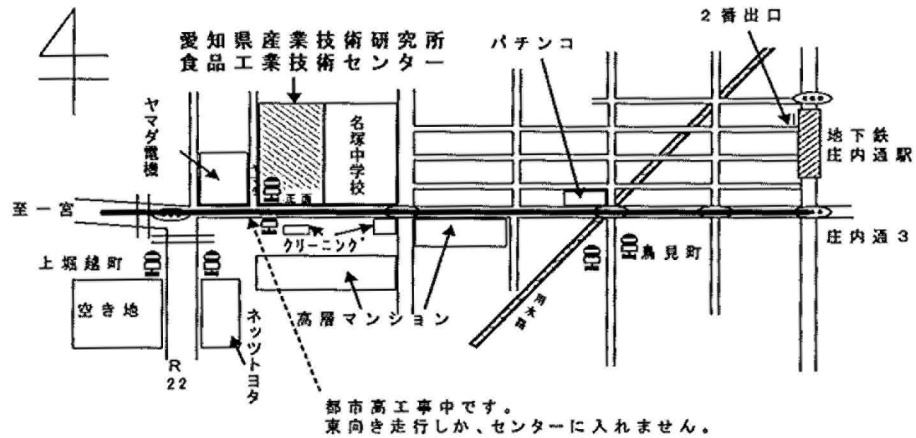 2番出口
愛知県産業技術研究所
食品工業技術センター
パチンコ
ヤマダ電機
名塚中学校
地下鉄
庄内通駅
正面
至一宮
クリーニング
庄内通3
上堀越町
鳥見町
空き地
高層マンション
用水路
ネッツトヨタ
R
22
都市高工事中です。
東向き走行しか、センターに入れません。